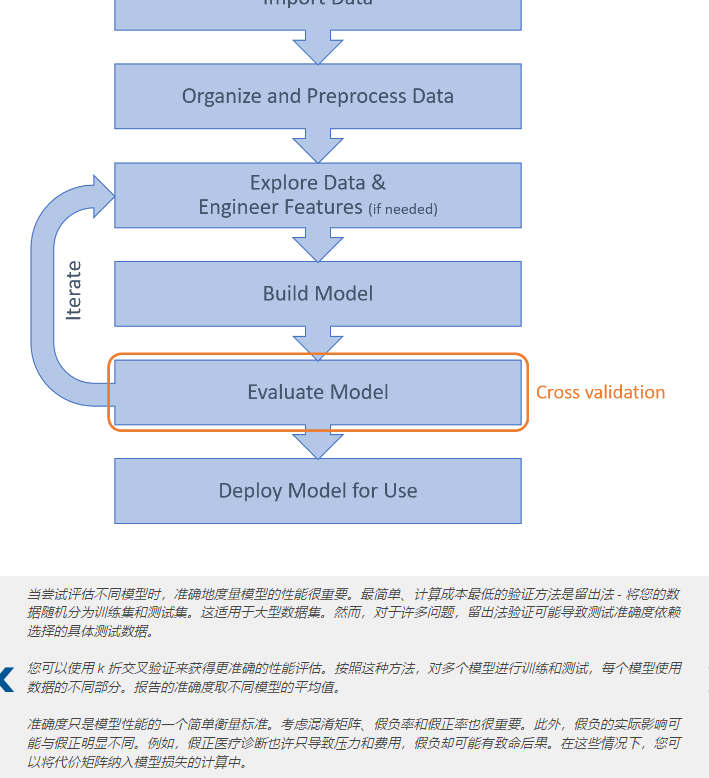 Import Data
Organize and Preprocess Data
Explore Data &
Engineer Features (if needed)
Iterate
Build Model
Evaluate Model
Cross validation
Deploy Model for Use
当尝试评估不同模型时，准确地度量模型的性能很重要。最简单、计算成本最低的验证方法是留出法 - 将您的数
据随机分为训练集和测试集。这适用于大型数据集。然而，对于许多问题，留出法验证可能导致测试准确度依赖
选择的具体测试数据。
您可以使用 k 折交叉验证来获得更准确的性能评估。按照这种方法，对多个模型进行训练和测试，每个模型使用
数据的不同部分。报告的准确度取不同模型的平均值。
准确度只是模型性能的一个简单衡量标准。考虑混淆矩阵、假负率和假正率也很重要。此外，假负的实际影响可
能与假正明显不同。例如，假正医疗诊断也许只导致压力和费用，假负却可能有致命后果。在这些情况下，您可
以将代价矩阵纳入模型损失的计算中。